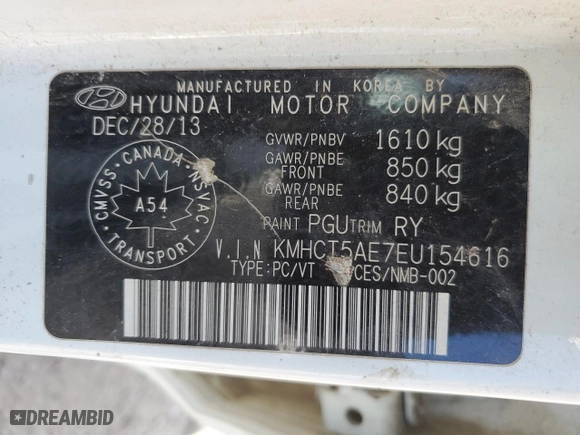 MANUFACTURED IN KOREA BY
HYUNDAI MOTOR COMPANY
DEC/28/13
GVWR/PNBV 1610 kg
GAWR/PNBE FRONT 850 kg
GAWR/PNBE REAR 840 kg
CMVSS · CANADA · NSVAC · TRANSPORT
A54
PAINT PGU TRIM RY
V.I.N KMHCT5AE7EU154616
TYPE:PC/VT /NMB-002
DREAMBID